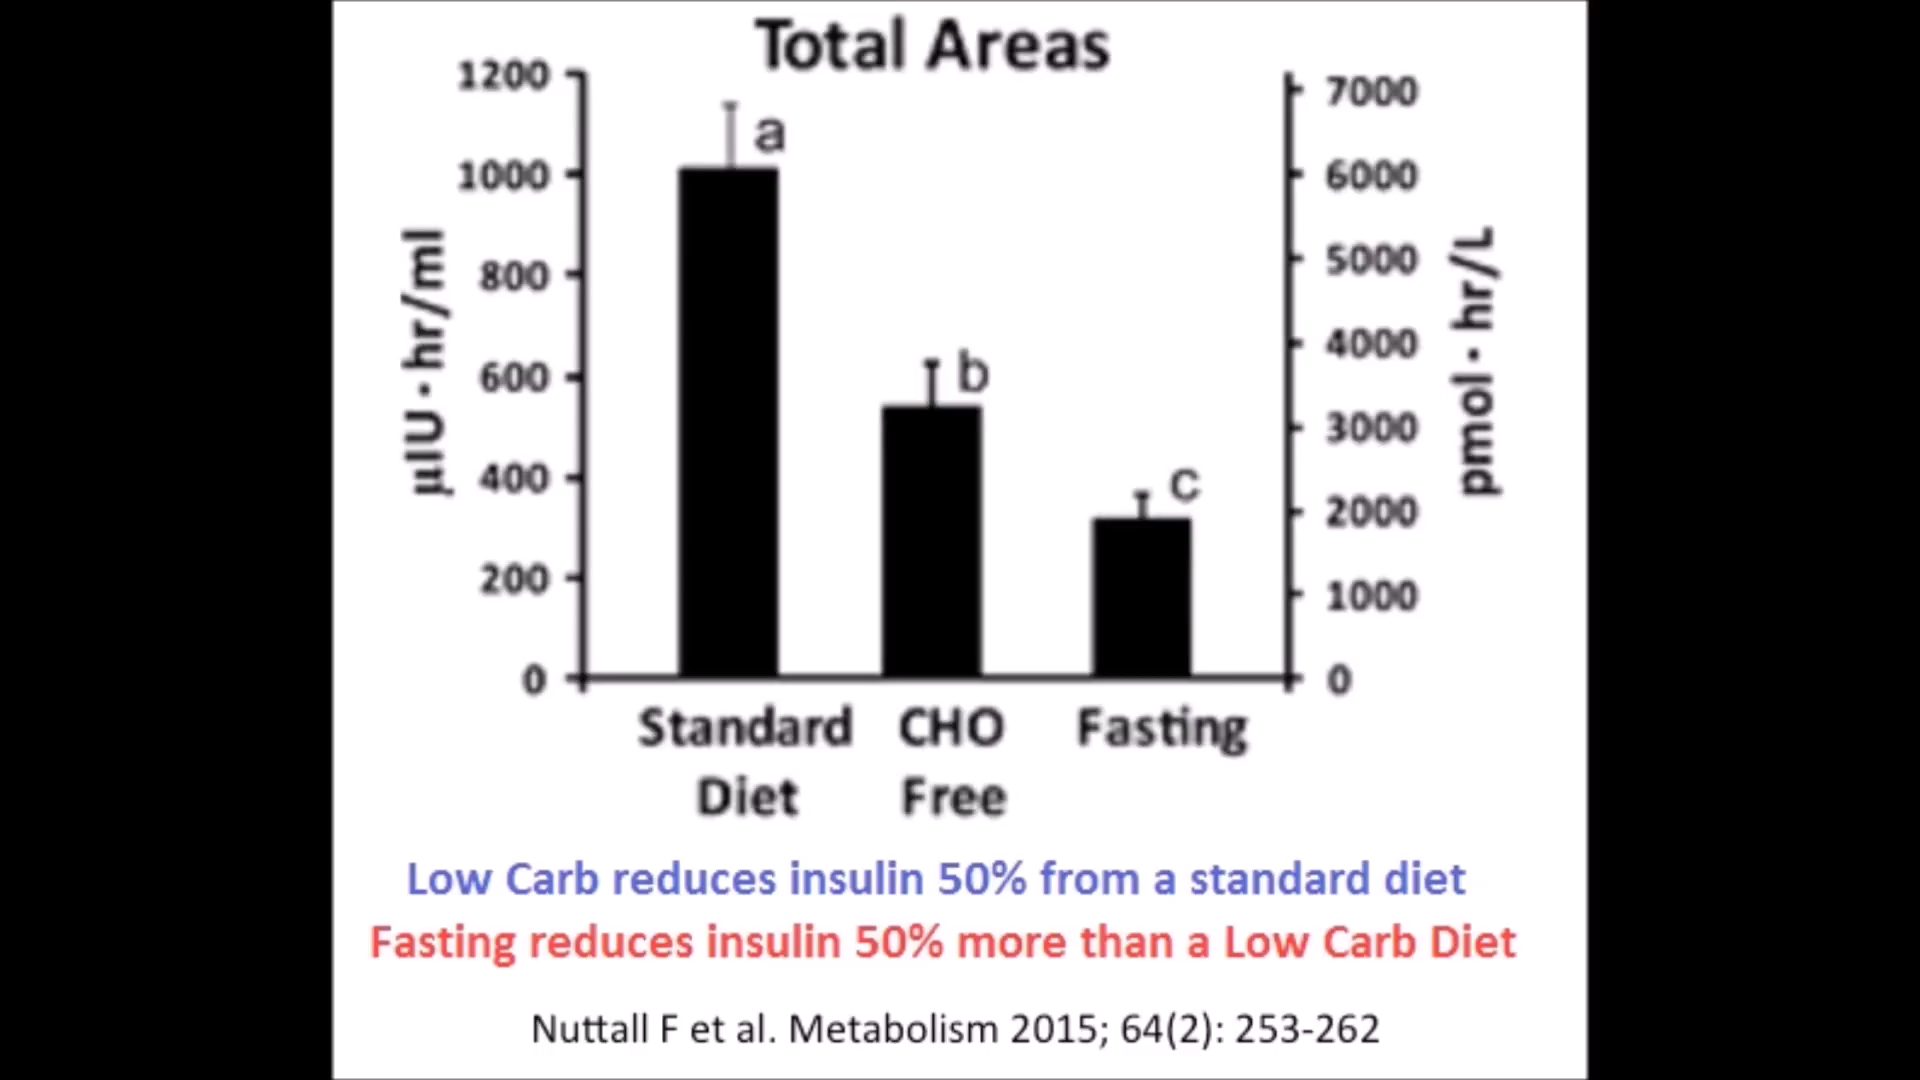 Total Areas
1200
1000
800
600
400
200
0
µIU·hr/ml
a
b
c
7000
6000
5000
4000
3000
2000
1000
0
pmol·hr/L
Standard Diet
CHO Free
Fasting
Low Carb reduces insulin 50% from a standard diet
Fasting reduces insulin 50% more than a Low Carb Diet
Nuttall F et al. Metabolism 2015; 64(2): 253-262